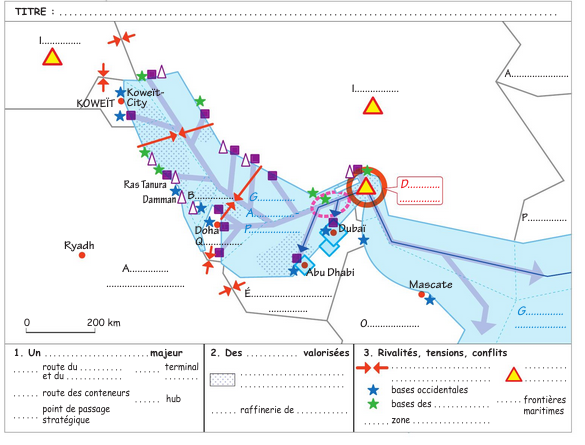 TITRE : ..............................................................
I..............
I..............
A..................
KOWEÏT
Koweït-
City
Ras Tamura
Damman
B...........
G...........
A...........
P...........
D...........
..............
Doha
Q...........
Dubaï
Ryadh
A..............
......................
Abu Dhabi
É......................
Mascate
P...........
G...........
..............
O..............
0 200 km
1. Un ........................ majeur
...... route du ..............
et du ..............
...... terminal
..............
...... route des conteneurs
...... hub
...... point de passage
stratégique
2. Des .................. valorisées
........................
...... raffinerie de ............
3. Rivalités, tensions, conflits
........................
..............
bases occidentales
bases des ..............
...... zone ..............
...... frontières
maritimes